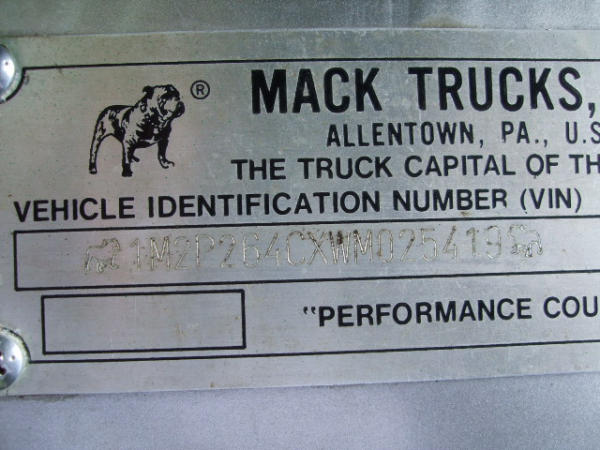 ®
MACK TRUCKS,
ALLENTOWN, PA., U.S
THE TRUCK CAPITAL OF TH
VEHICLE IDENTIFICATION NUMBER (VIN)
1M2P264CXWM025419
"PERFORMANCE COU